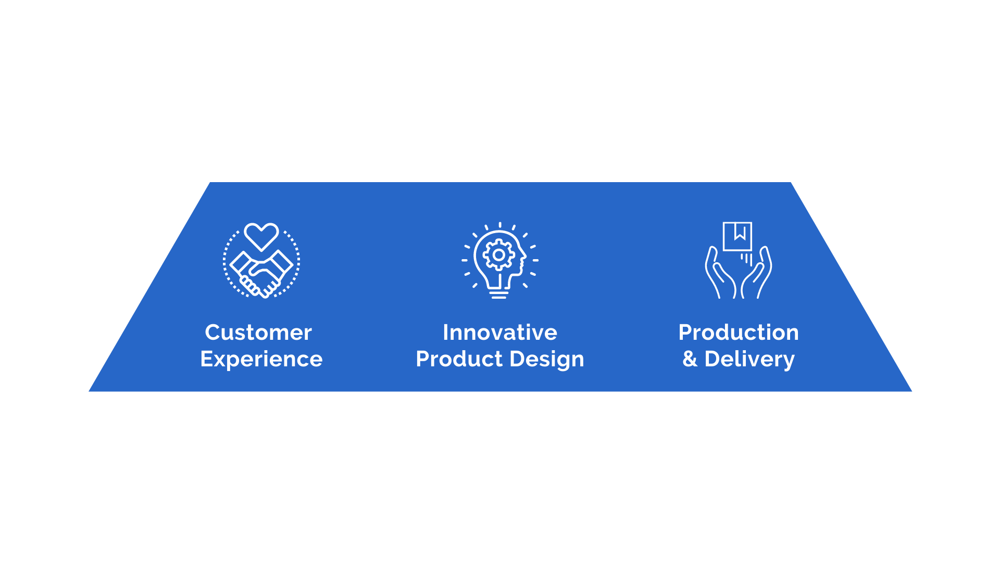 Customer
Experience
Innovative
Product Design
Production
& Delivery